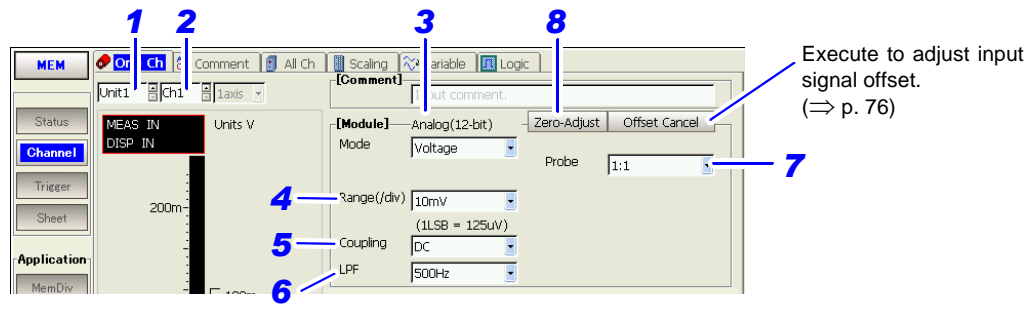 1 2 3 8
MEM
One Ch Comment All Ch Scaling Variable Logic
Unit1 Ch1 1axis
[Comment]
Input comment.
Execute to adjust input
signal offset.
(⇒ p. 76)
Status
Channel
Trigger
Sheet
Application
MemDiv
MEAS IN
DISP IN
Units V
200m
[Module] Analog(12-bit) Zero-Adjust Offset Cancel
Mode Voltage
Probe 1:1 7
4 Range(/div) 10mV
(1LSB = 125uV)
5 Coupling DC
6 LPF 500Hz